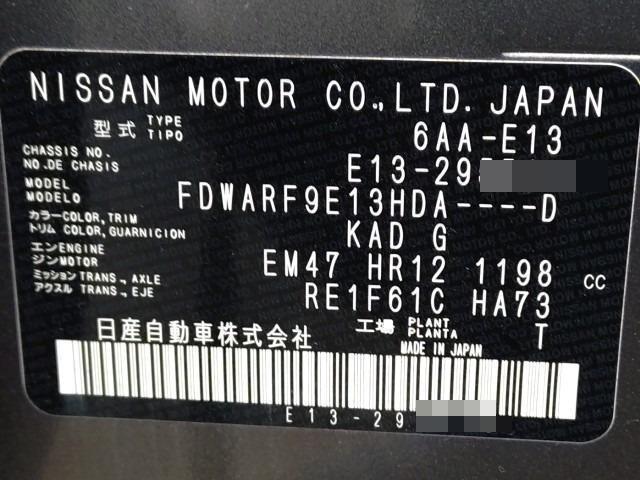 NISSAN MOTOR CO.,LTD. JAPAN
型式 TYPE TIPO 6AA-E13
CHASSIS NO. NO.DE CHASIS E13-29
MODEL MODELO FDWARF9E13HDA----D
カラー COLOR,TRIM トリム COLOR,GUARNICION KAD G
エンジン ENGINE MOTOR EM47 HR12 1198 CC
ミッション TRANS.,AXLE アクスル TRANS.,EJE RE1F61C HA73
日産自動車株式会社 工場 PLANT PLANTA T
MADE IN JAPAN
E13-29